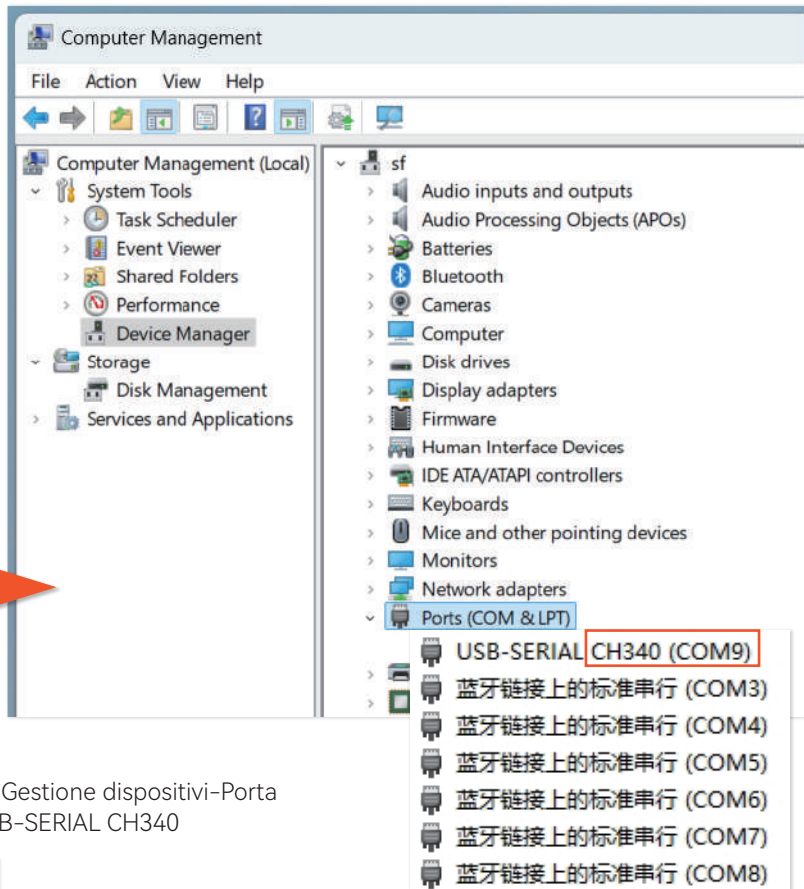 Computer Management
File Action View Help
Computer Management (Local)
System Tools
Task Scheduler
Event Viewer
Shared Folders
Performance
Device Manager
Storage
Disk Management
Services and Applications
sf
Audio inputs and outputs
Audio Processing Objects (APOs)
Batteries
Bluetooth
Cameras
Computer
Disk drives
Display adapters
Firmware
Human Interface Devices
IDE ATA/ATAPI controllers
Keyboards
Mice and other pointing devices
Monitors
Network adapters
Ports (COM & LPT)
USB-SERIAL CH340 (COM9)
蓝牙链接上的标准串行 (COM3)
蓝牙链接上的标准串行 (COM4)
蓝牙链接上的标准串行 (COM5)
蓝牙链接上的标准串行 (COM6)
蓝牙链接上的标准串行 (COM7)
蓝牙链接上的标准串行 (COM8)
Gestione dispositivi-Porta
B-SERIAL CH340